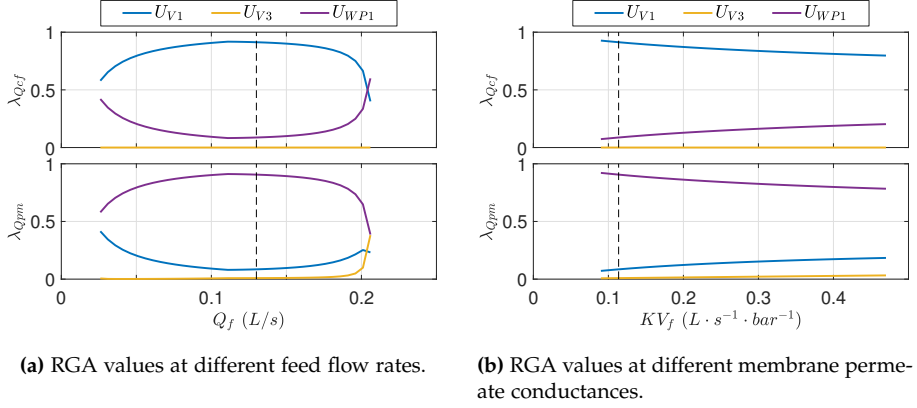 U_{V1} U_{V3} U_{WP1}
1
0.5
0
λ_{Qcf}
1
0.5
0
λ_{Qpm}
0 0.1 0.2
Q_f (L/s)
(a) RGA values at different feed flow rates.
U_{V1} U_{V3} U_{WP1}
1
0.5
0
λ_{Qcf}
1
0.5
0
λ_{Qpm}
0 0.1 0.2 0.3 0.4
KV_f (L · s^{-1} · bar^{-1})
(b) RGA values at different membrane perme-
ate conductances.